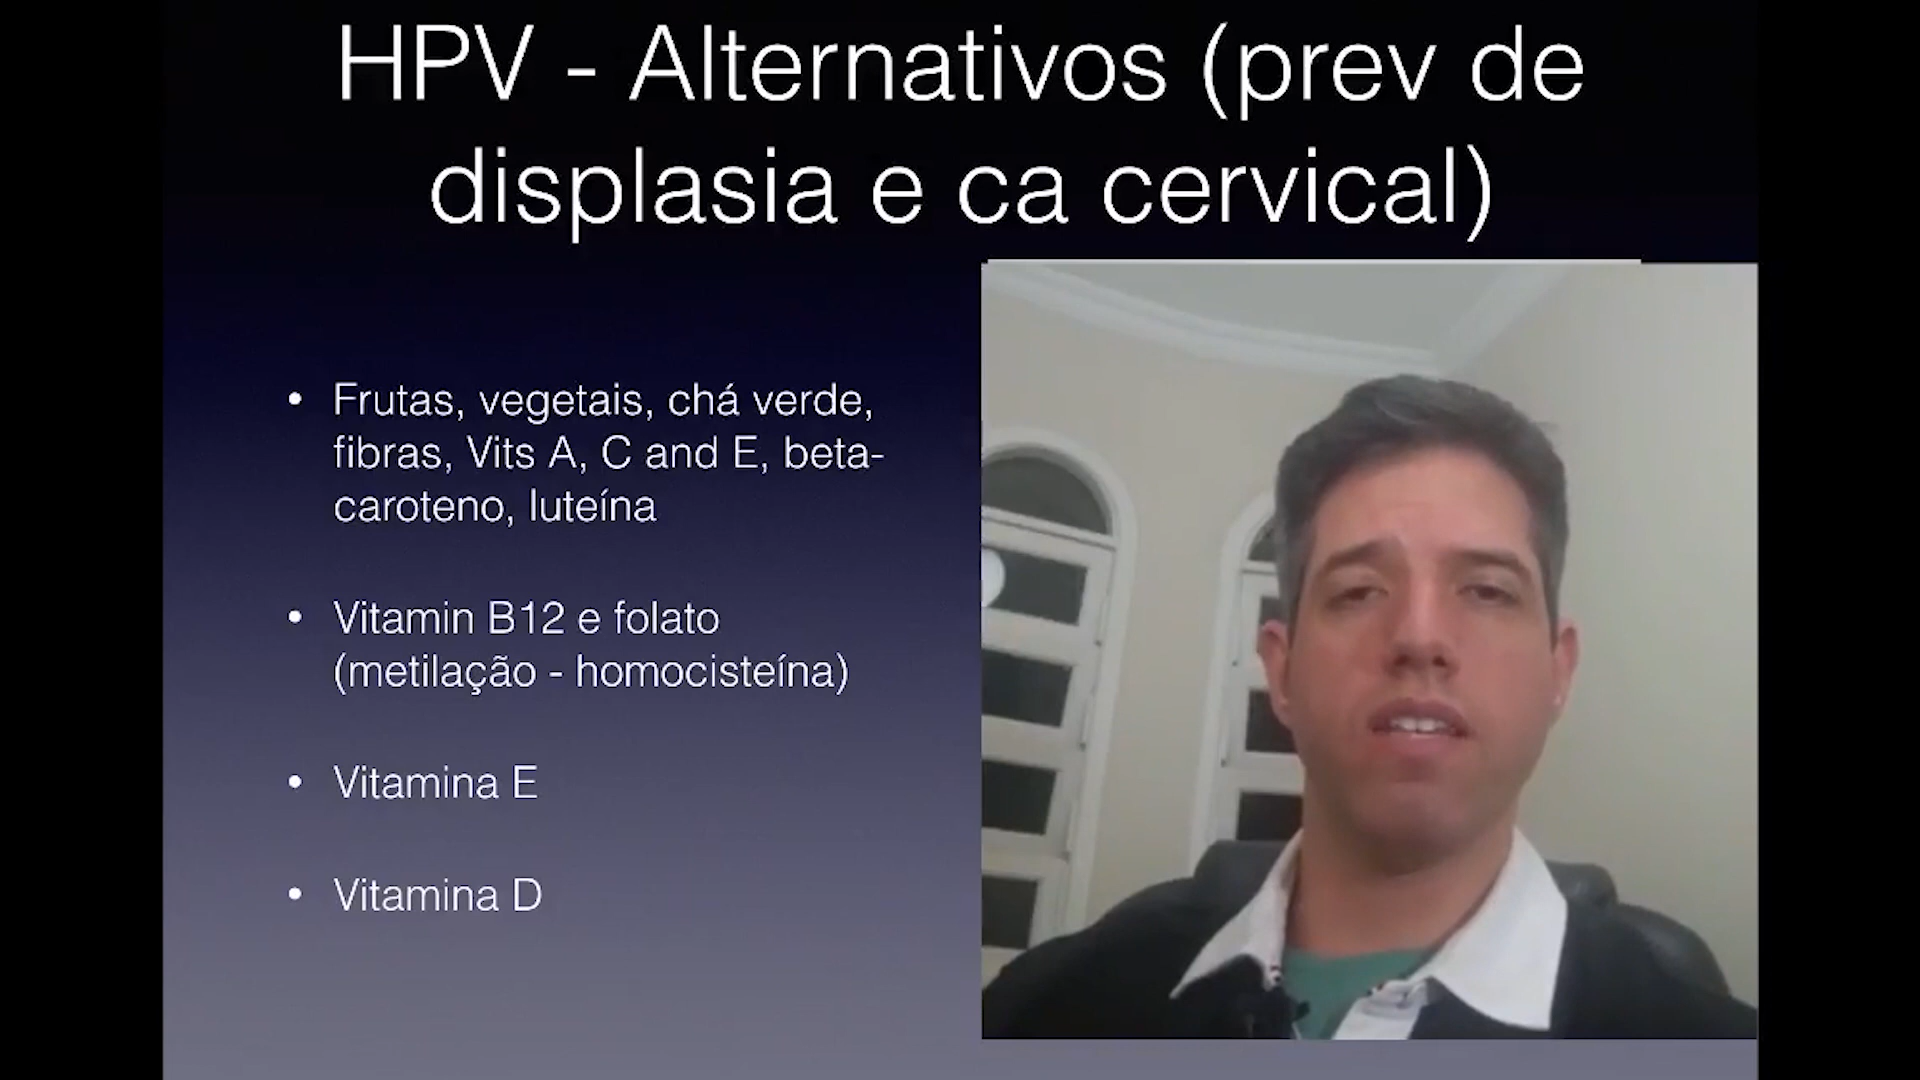 HPV - Alternativos (prev de
displasia e ca cervical)
• Frutas, vegetais, chá verde,
fibras, Vits A, C and E, beta-
caroteno, luteína
• Vitamin B12 e folato
(metilação - homocisteína)
• Vitamina E
• Vitamina D